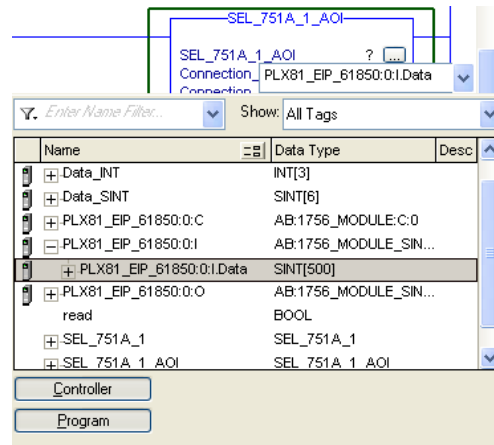 SEL_751A_1_AOI
SEL_751A_1_AOI ? ...
Connection_ PLX81_EIP_61850:0:I.Data
Connection
Enter Name Filter... Show: All Tags
Name Data Type Desc
Data_INT INT[3]
Data_SINT SINT[6]
PLX81_EIP_61850:0:C AB:1756_MODULE:C:0
PLX81_EIP_61850:0:I AB:1756_MODULE_SIN...
PLX81_EIP_61850:0:I.Data SINT[500]
PLX81_EIP_61850:0:O AB:1756_MODULE_SIN...
read BOOL
SEL_751A_1 SEL_751A_1
SEL_751A_1_AOI SEL_751A_1_AOI
Controller
Program